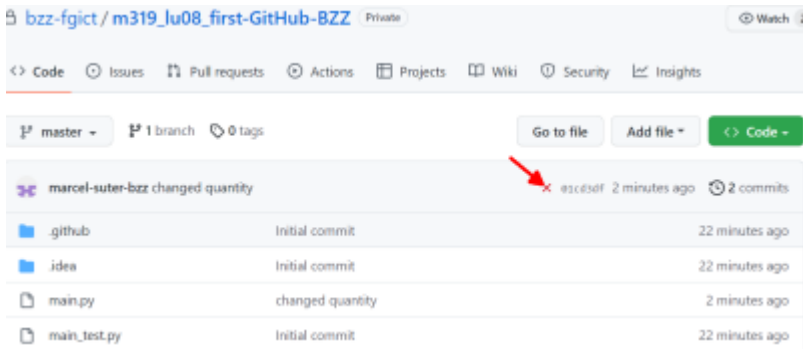 bzz-fgict / m319_lu08_first-GitHub-BZZ Private Watch
<> Code Issues Pull requests Actions Projects Wiki Security Insights
master 1 branch 0 tags Go to file Add file <> Code
marcel-suter-bzz changed quantity 2 minutes ago 2 commits
.github Initial commit 22 minutes ago
.idea Initial commit 22 minutes ago
main.py changed quantity 2 minutes ago
main_test.py Initial commit 22 minutes ago